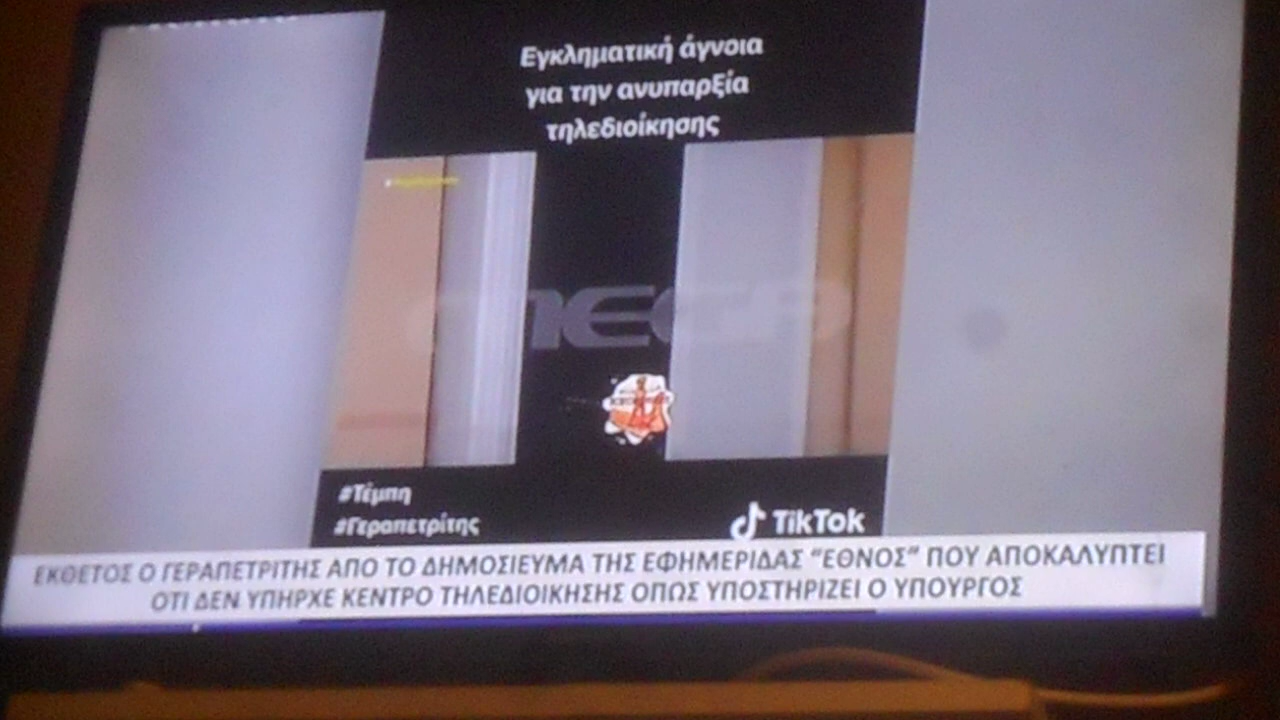 Εγκληματική άγνοια
για την ανυπαρξία
τηλεδιοίκησης
MEGA
#Τέμπη
#Γεραπετρίτης
TikTok
ΕΚΘΕΤΟΣ Ο ΓΕΡΑΠΕΤΡΙΤΗΣ ΑΠΟ ΤΟ ΔΗΜΟΣΙΕΥΜΑ ΤΗΣ ΕΦΗΜΕΡΙΔΑΣ “ΕΘΝΟΣ” ΠΟΥ ΑΠΟΚΑΛΥΠΤΕΙ
ΟΤΙ ΔΕΝ ΥΠΗΡΧΕ ΚΕΝΤΡΟ ΤΗΛΕΔΙΟΙΚΗΣΗΣ ΟΠΩΣ ΥΠΟΣΤΗΡΙΖΕΙ Ο ΥΠΟΥΡΓΟΣ